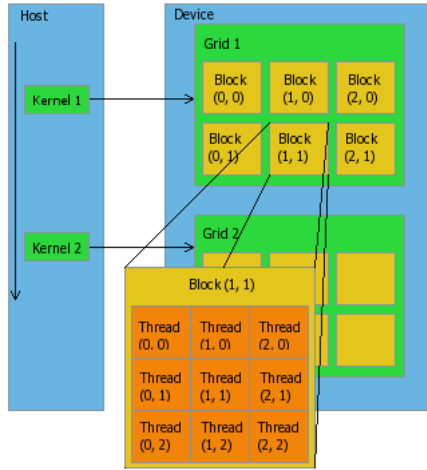 Host
Device
Grid 1
Kernel 1
Block
(0, 0)
Block
(1, 0)
Block
(2, 0)
Block
(0, 1)
Block
(1, 1)
Block
(2, 1)
Grid 2
Kernel 2
Block (1, 1)
Thread
(0, 0)
Thread
(1, 0)
Thread
(2, 0)
Thread
(0, 1)
Thread
(1, 1)
Thread
(2, 1)
Thread
(0, 2)
Thread
(1, 2)
Thread
(2, 2)